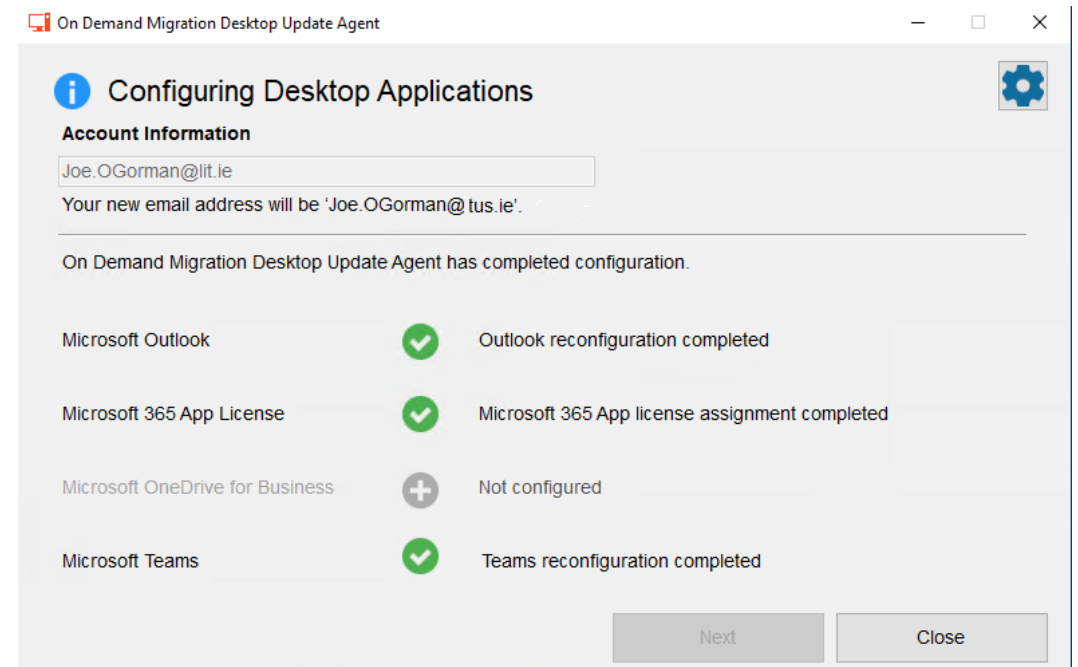 On Demand Migration Desktop Update Agent
Configuring Desktop Applications
Account Information
Joe.OGorman@lit.ie
Your new email address will be ‘Joe.OGorman@tus.ie’.
On Demand Migration Desktop Update Agent has completed configuration.
Microsoft Outlook Outlook reconfiguration completed
Microsoft 365 App License Microsoft 365 App license assignment completed
Microsoft OneDrive for Business Not configured
Microsoft Teams Teams reconfiguration completed
Next Close